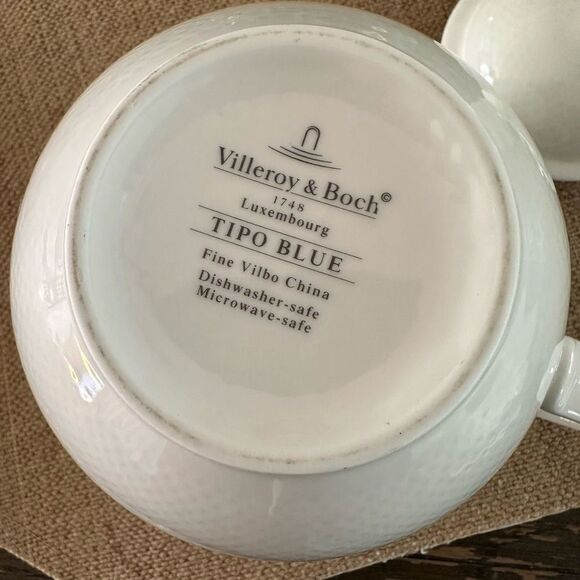 Villeroy & Boch©
1748
Luxembourg
TIPO BLUE
Fine Vilbo China
Dishwasher-safe
Microwave-safe